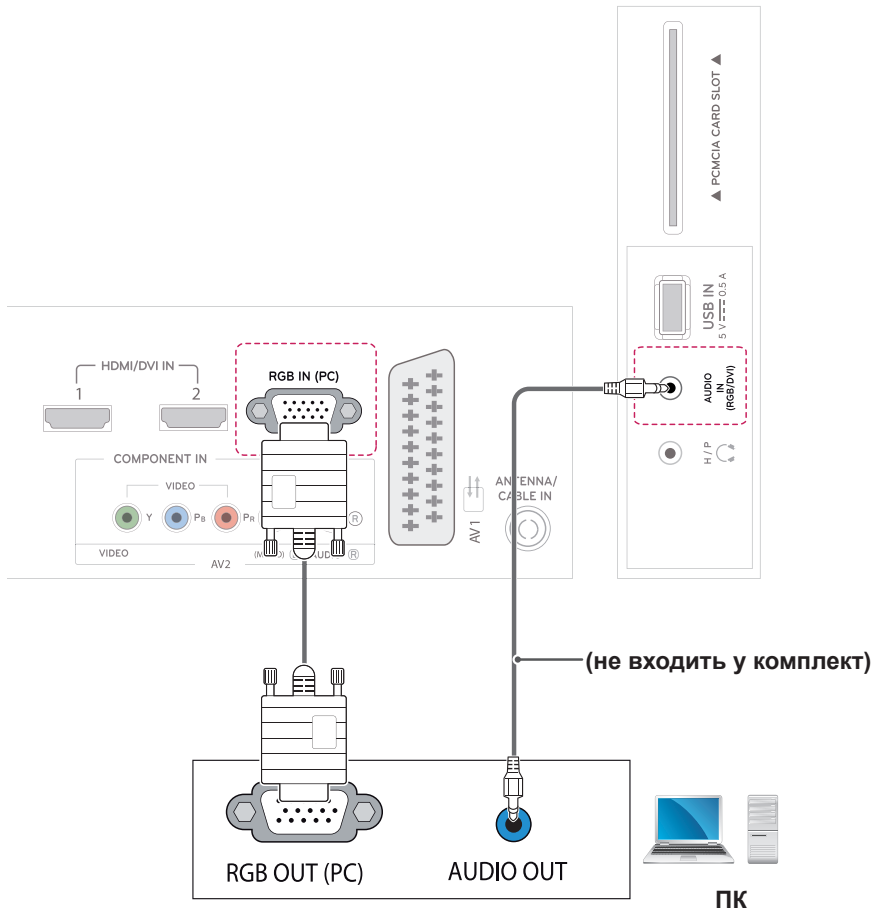 ▲ PCMCIA CARD SLOT ▲
USB IN
5 V 0.5 A
AUDIO
IN
(RGB/DVI)
H / P
HDMI/DVI IN
1 2
RGB IN (PC)
COMPONENT IN
VIDEO
Y PB PR R
VIDEO
AV2
R
AV1
ANTENNA/
CABLE IN
(не входить у комплект)
RGB OUT (PC)
AUDIO OUT
ПК